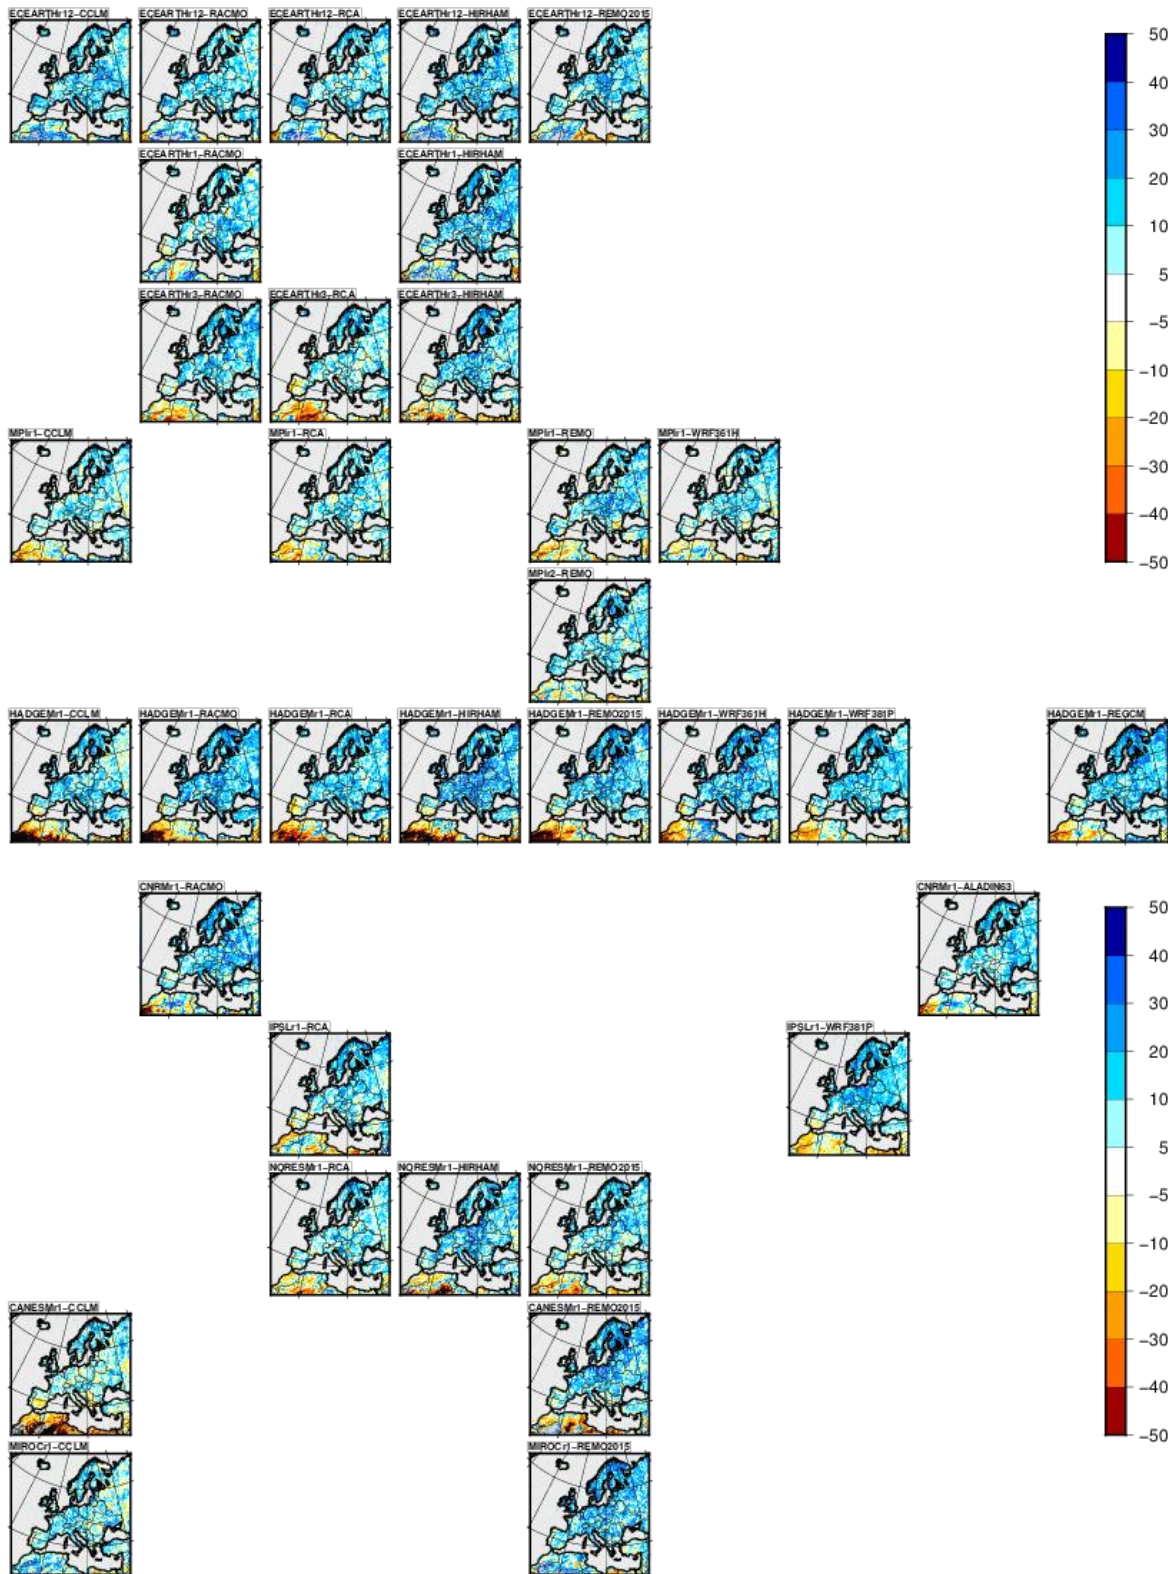 ECEARTHr12-CCLM ECEARTHr12-RACMO ECEARTHr12-RCA ECEARTHr12-HIRHAM ECEARTHr12-REMO2015
50
40
30
20
10
5
-5
-10
-20
-30
-40
-50
ECEARTHr1-RACMO ECEARTHr1-HIRHAM
ECEARTHr3-RACMO ECEARTHr3-RCA ECEARTHr3-HIRHAM
MPIr1-CCLM MPIr1-RCA MPIr1-REMO MPIr1-WRF361H
MPIr2-REMO
HADGEMr1-CCLM HADGEMr1-RACMO HADGEMr1-RCA HADGEMr1-HIRHAM HADGEMr1-REMO2015 HADGEMr1-WRF361H HADGEMr1-WRF381P HADGEMr1-REGCM
CNRMr1-RACMO CNRMr1-ALADIN63
50
40
30
20
10
5
-5
-10
-20
-30
-40
-50
IPSLr1-RCA IPSLr1-WRF381P
NORESMr1-RCA NORESMr1-HIRHAM NORESMr1-REMO2015
CANESMr1-CCLM CANESMr1-REMO2015
MIROCr1-CCLM MIROCr1-REMO2015